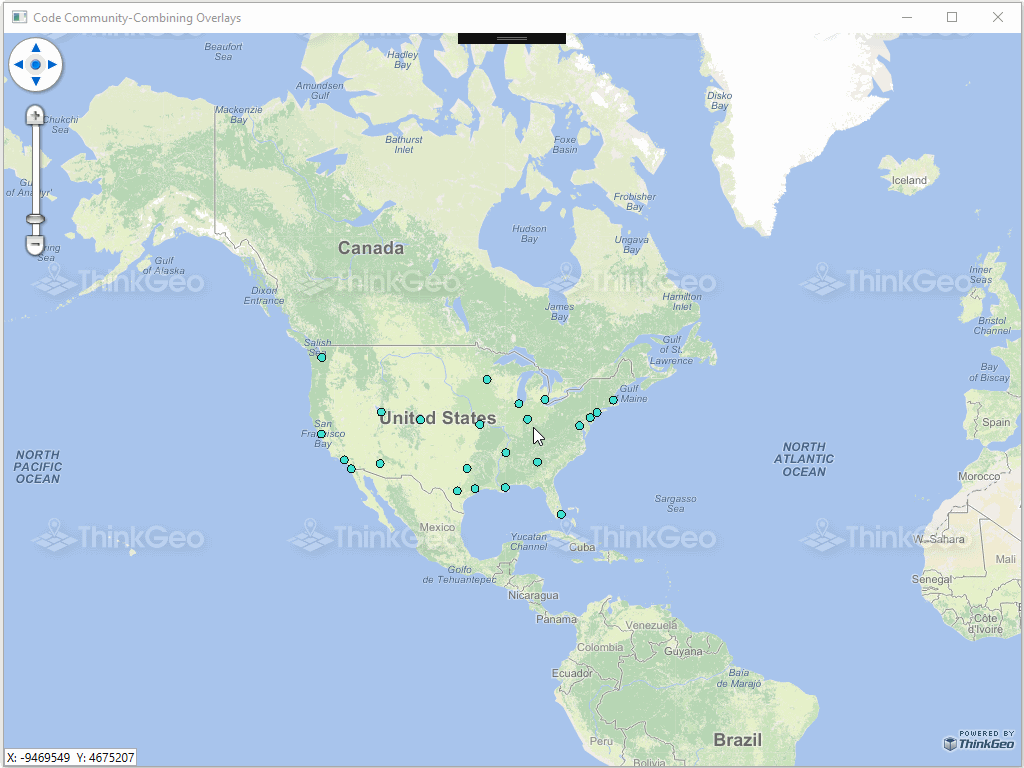 Code Community-Combining Overlays
Beaufort
Sea
Hadley
Bay
Amundsen
Gulf
Disko
Bay
Mackenzie
Bay
Chukchi
Sea
Bathurst
Inlet
Foxe
Basin
Iceland
Gu
of Anadyr'
Frobisher
Bay
Hudson
Bay
Ungava
Bay
Canada
ring
Sea
Gulf
of Alaska
Inner
Seas
ThinkGeo
ThinkGeo
ThinkGeo
ThinkGeo
Dixon
Entrance
Hamilton
Inlet
James
Bay
Bristol
Channel
Salish
Sea
Gulf
of St.
Lawrence
Bay
of Biscay
Gulf
Maine
United States
San
Francisco
Bay
Spain
NORTH
PACIFIC
OCEAN
NORTH
ATLANTIC
OCEAN
Morocco
Sargasso
Sea
Mexico
ThinkGeo
ThinkGeo
ThinkGeo
ThinkGeo
Yucatan
Channel
Cuba
W-Sahara
Mali
Golfo
de Tehuantepec
Senegal
Nicaragua
Panama
Côte
d'Ivoire
Venezuela
Colombia
Guyana
Ecuador
Baia
de Marajó
Peru
Brazil
Bolivia
POWERED BY
ThinkGeo
X: -9469549 Y: 4675207